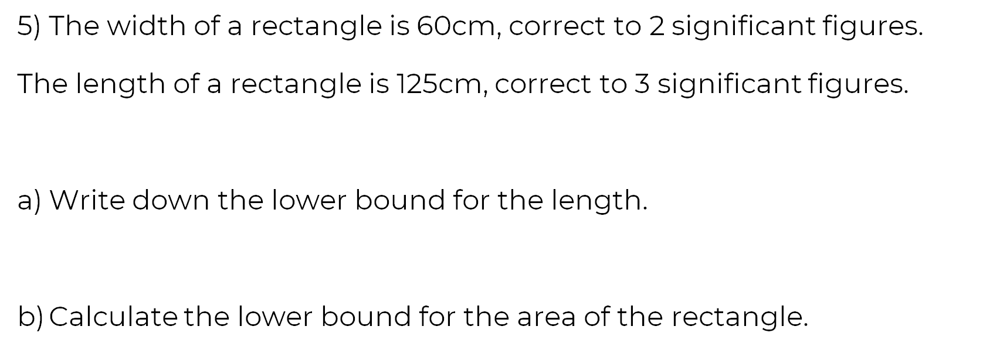 5) The width of a rectangle is 60cm, correct to 2 significant figures.
The length of a rectangle is 125cm, correct to 3 significant figures.
a) Write down the lower bound for the length.
b) Calculate the lower bound for the area of the rectangle.